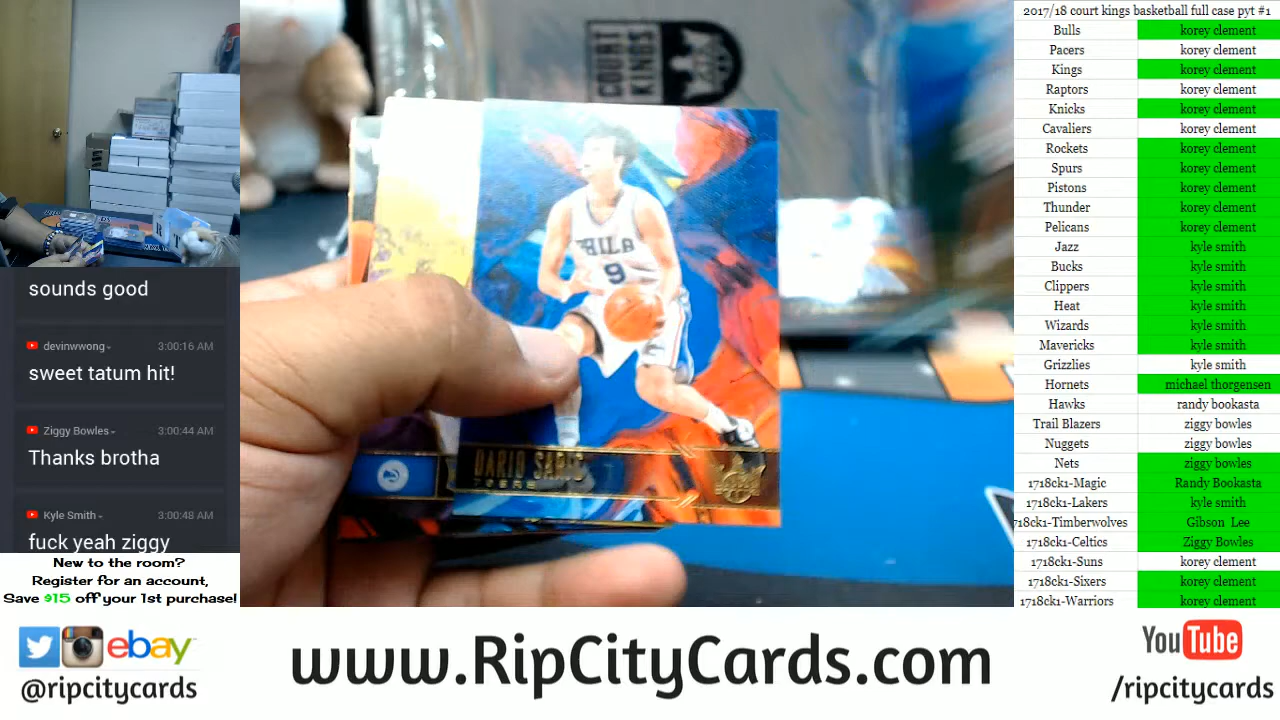 sounds good
devinwwong
3:00:16 AM
sweet tatum hit!
Ziggy Bowles
3:00:44 AM
Thanks brotha
Kyle Smith
3:00:48 AM
fuck yeah ziggy
New to the room?
Register for an account,
Save $15 off your 1st purchase!
COURT
KINGS
PHILA
9
DARIO SARIC
76ERS
2017/18 court kings basketball full case pyt #1
Bulls korey clement
Pacers korey clement
Kings korey clement
Raptors korey clement
Knicks korey clement
Cavaliers korey clement
Rockets korey clement
Spurs korey clement
Pistons korey clement
Thunder korey clement
Pelicans korey clement
Jazz kyle smith
Bucks kyle smith
Clippers kyle smith
Heat kyle smith
Wizards kyle smith
Mavericks kyle smith
Grizzlies kyle smith
Hornets michael thorgensen
Hawks randy bookasta
Trail Blazers ziggy bowles
Nuggets ziggy bowles
Nets ziggy bowles
1718ck1-Magic Randy Bookasta
1718ck1-Lakers kyle smith
718ck1-Timberwolves Gibson Lee
1718ck1-Celtics Ziggy Bowles
1718ck1-Suns korey clement
1718ck1-Sixers korey clement
1718ck1-Warriors korey clement
ebay
@ripcitycards
www.RipCityCards.com
YouTube
/ripcitycards